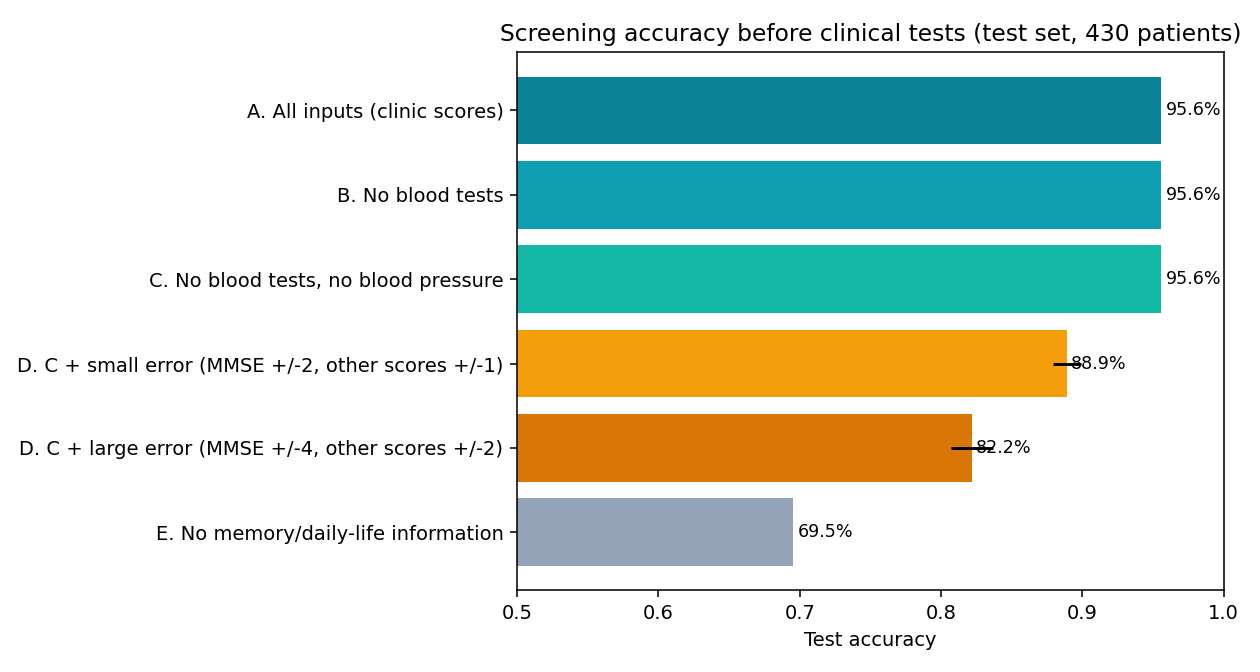 Screening accuracy before clinical tests (test set, 430 patients)
A. All inputs (clinic scores)
95.6%
B. No blood tests
95.6%
C. No blood tests, no blood pressure
95.6%
D. C + small error (MMSE +/-2, other scores +/-1)
88.9%
D. C + large error (MMSE +/-4, other scores +/-2)
82.2%
E. No memory/daily-life information
69.5%
0.5 0.6 0.7 0.8 0.9 1.0
Test accuracy